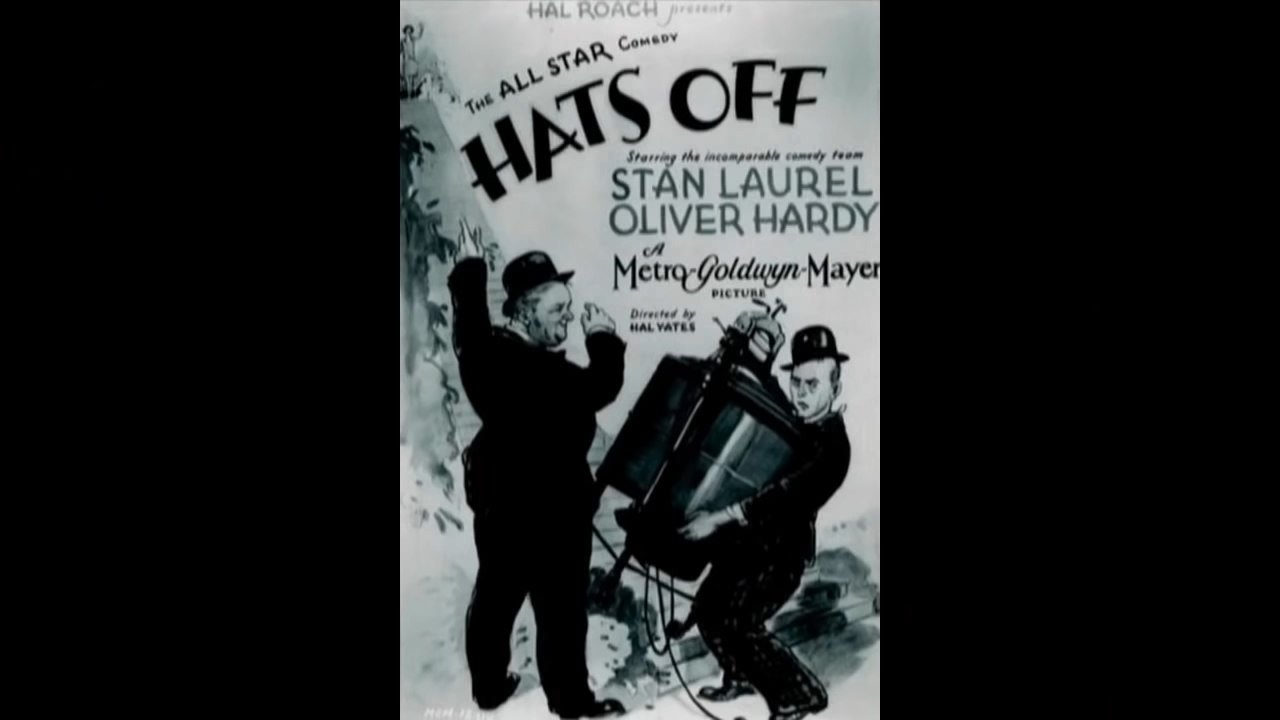 HAL ROACH presents
THE ALL STAR COMEDY
HATS OFF
Starring the incomparable comedy team
STAN LAUREL
OLIVER HARDY
A
Metro-Goldwyn-Mayer
PICTURE
Directed by
HAL YATES